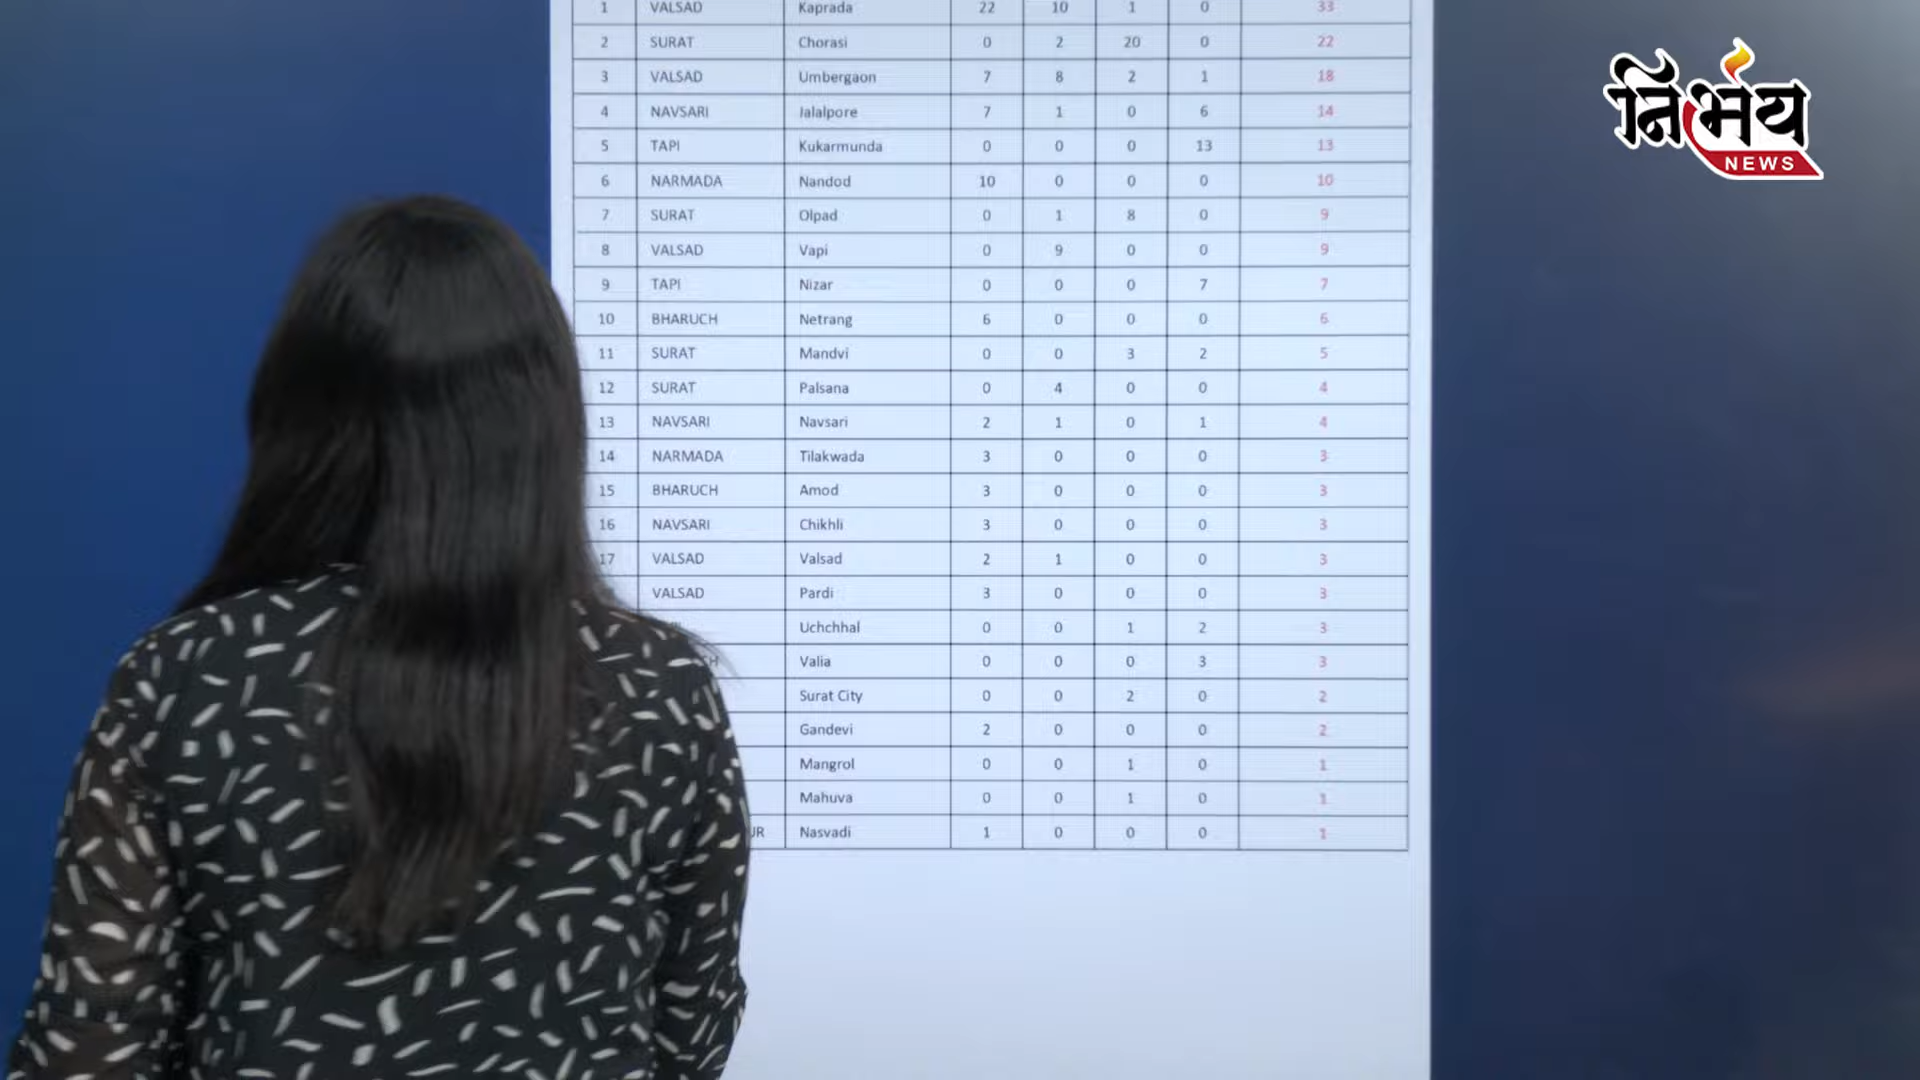 1 VALSAD Kaprada 22 10 1 0 33
2 SURAT Chorasi 0 2 20 0 22
3 VALSAD Umbergaon 7 8 2 1 18
4 NAVSARI Jalalpore 7 1 0 6 14
5 TAPI Kukarmunda 0 0 0 13 13
6 NARMADA Nandod 10 0 0 0 10
7 SURAT Olpad 0 1 8 0 9
8 VALSAD Vapi 0 9 0 0 9
9 TAPI Nizar 0 0 0 7 7
10 BHARUCH Netrang 6 0 0 0 6
11 SURAT Mandvi 0 0 3 2 5
12 SURAT Palsana 0 4 0 0 4
13 NAVSARI Navsari 2 1 0 1 4
14 NARMADA Tilakwada 3 0 0 0 3
15 BHARUCH Amod 3 0 0 0 3
16 NAVSARI Chikhli 3 0 0 0 3
17 VALSAD Valsad 2 1 0 0 3
VALSAD Pardi 3 0 0 0 3
Uchchhal 0 0 1 2 3
CH Valia 0 0 0 3 3
Surat City 0 0 2 0 2
Gandevi 2 0 0 0 2
Mangrol 0 0 1 0 1
Mahuva 0 0 1 0 1
UR Nasvadi 1 0 0 0 1
निर्भय
NEWS